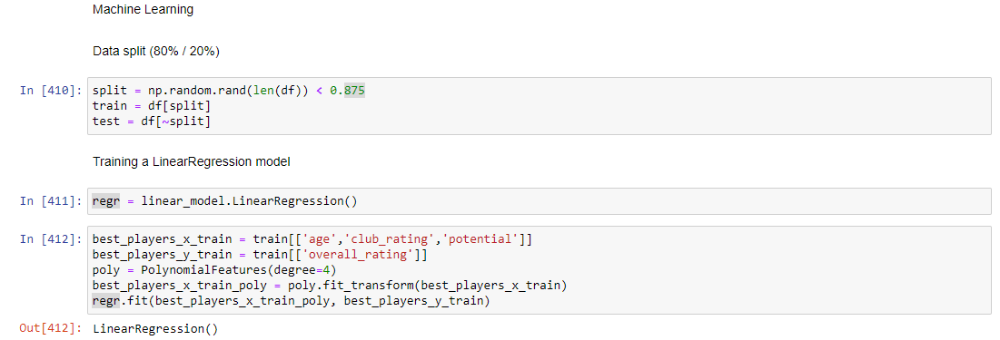 Machine Learning
Data split (80% / 20%)
In [410]: split = np.random.rand(len(df)) < 0.875
train = df[split]
test = df[~split]
Training a LinearRegression model
In [411]: regr = linear_model.LinearRegression()
In [412]: best_players_x_train = train[['age','club_rating','potential']]
best_players_y_train = train[['overall_rating']]
poly = PolynomialFeatures(degree=4)
best_players_x_train_poly = poly.fit_transform(best_players_x_train)
regr.fit(best_players_x_train_poly, best_players_y_train)
Out[412]: LinearRegression()